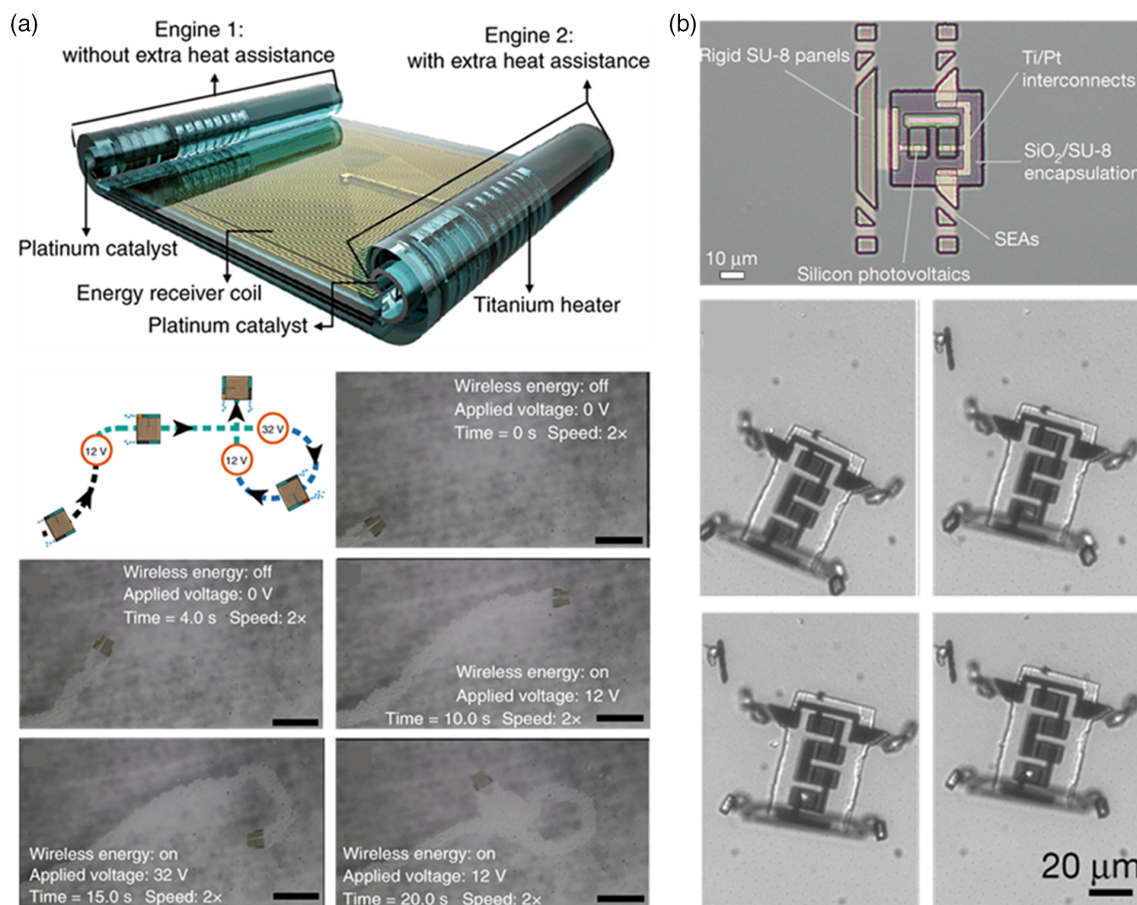 (a)
Engine 1:
without extra heat assistance
Engine 2:
with extra heat assistance
Platinum catalyst
Energy receiver coil
Platinum catalyst
Titanium heater
12 V
32 V
12 V
Wireless energy: off
Applied voltage: 0 V
Time = 0 s Speed: 2×
Wireless energy: off
Applied voltage: 0 V
Time = 4.0 s Speed: 2×
Wireless energy: on
Applied voltage: 12 V
Time = 10.0 s Speed: 2×
Wireless energy: on
Applied voltage: 32 V
Time = 15.0 s Speed: 2×
Wireless energy: on
Applied voltage: 12 V
Time = 20.0 s Speed: 2×
(b)
Rigid SU-8 panels
Ti/Pt
interconnects
SiO₂/SU-8
encapsulation
SEAs
Silicon photovoltaics
10 μm
20 μm